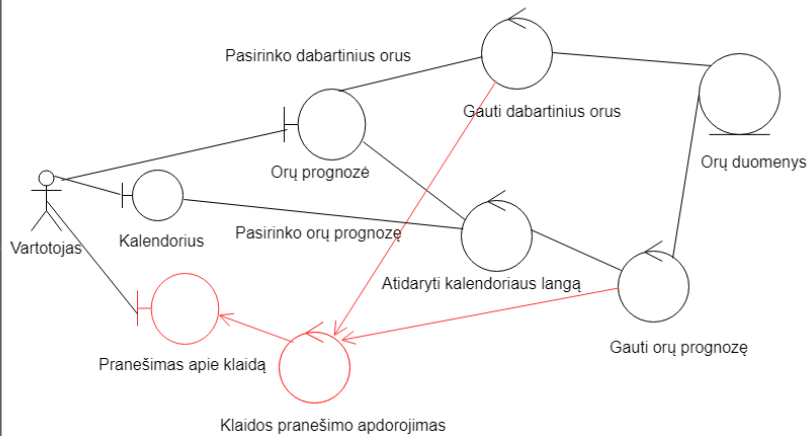 Pasirinko dabartinius orus
Gauti dabartinius orus
Orų duomenys
Orų prognozė
Vartotojas
Kalendorius
Pasirinko orų prognozę
Atidaryti kalendoriaus langą
Gauti orų prognozę
Pranešimas apie klaidą
Klaidos pranešimo apdorojimas